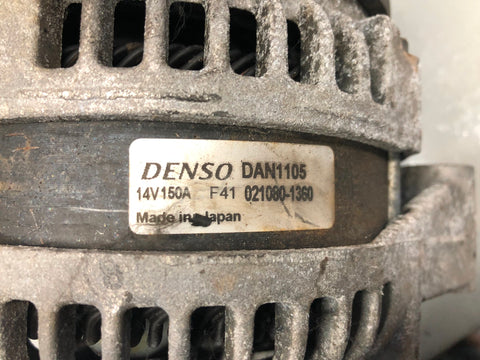 DENSO DAN1105
14V150A F41 021080-1360
Made in Japan